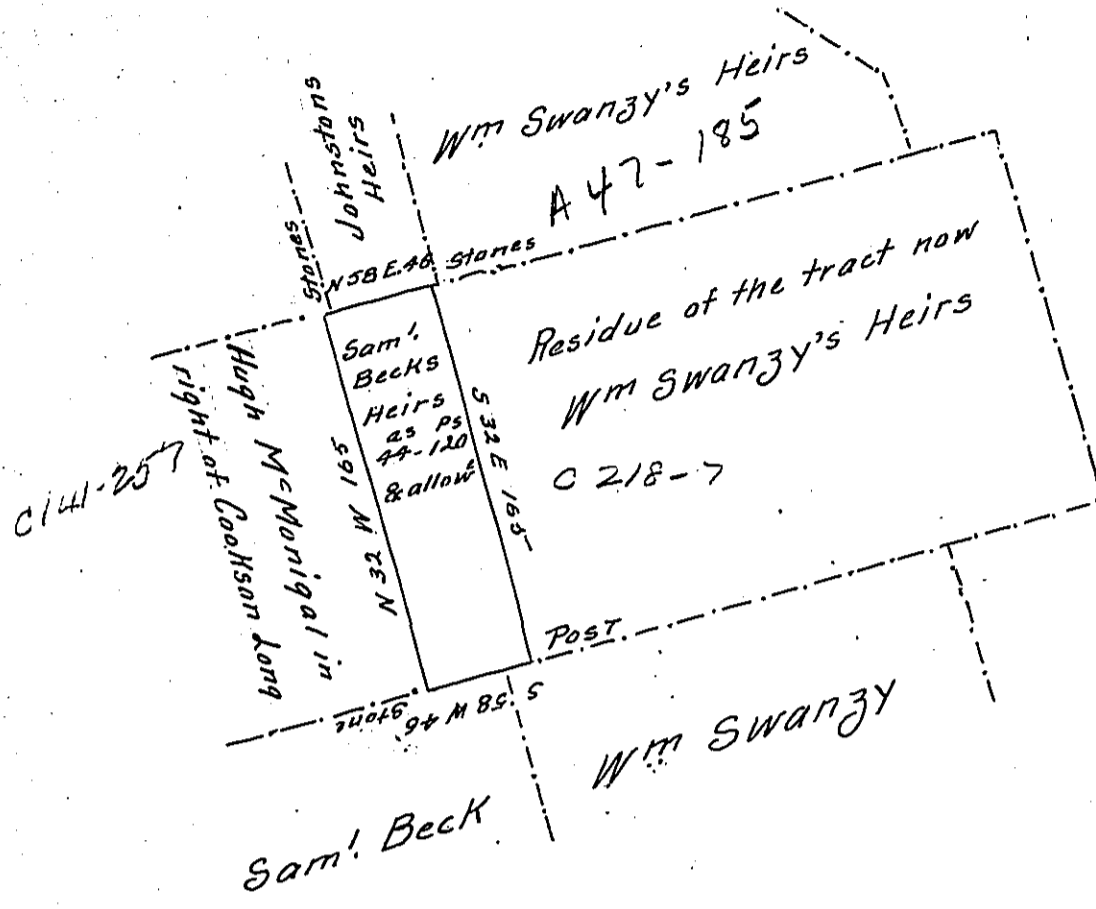 Johnstons
Heirs
Wm Swanzy's Heirs
A 47-185
Stones
N 58 E. 46
Stones
Sam!
Becks
Heirs
as Ps
44-120
& allowe
S 32 E 165
N 32 W 165
Residue of the tract now
Wm Swanzy's Heirs
C 218-7
Hugh McMonigal in
right of Cookson Long
C141-257
Post
S. 58 W 46.
Stone
Wm Swanzy
Sam! Beck